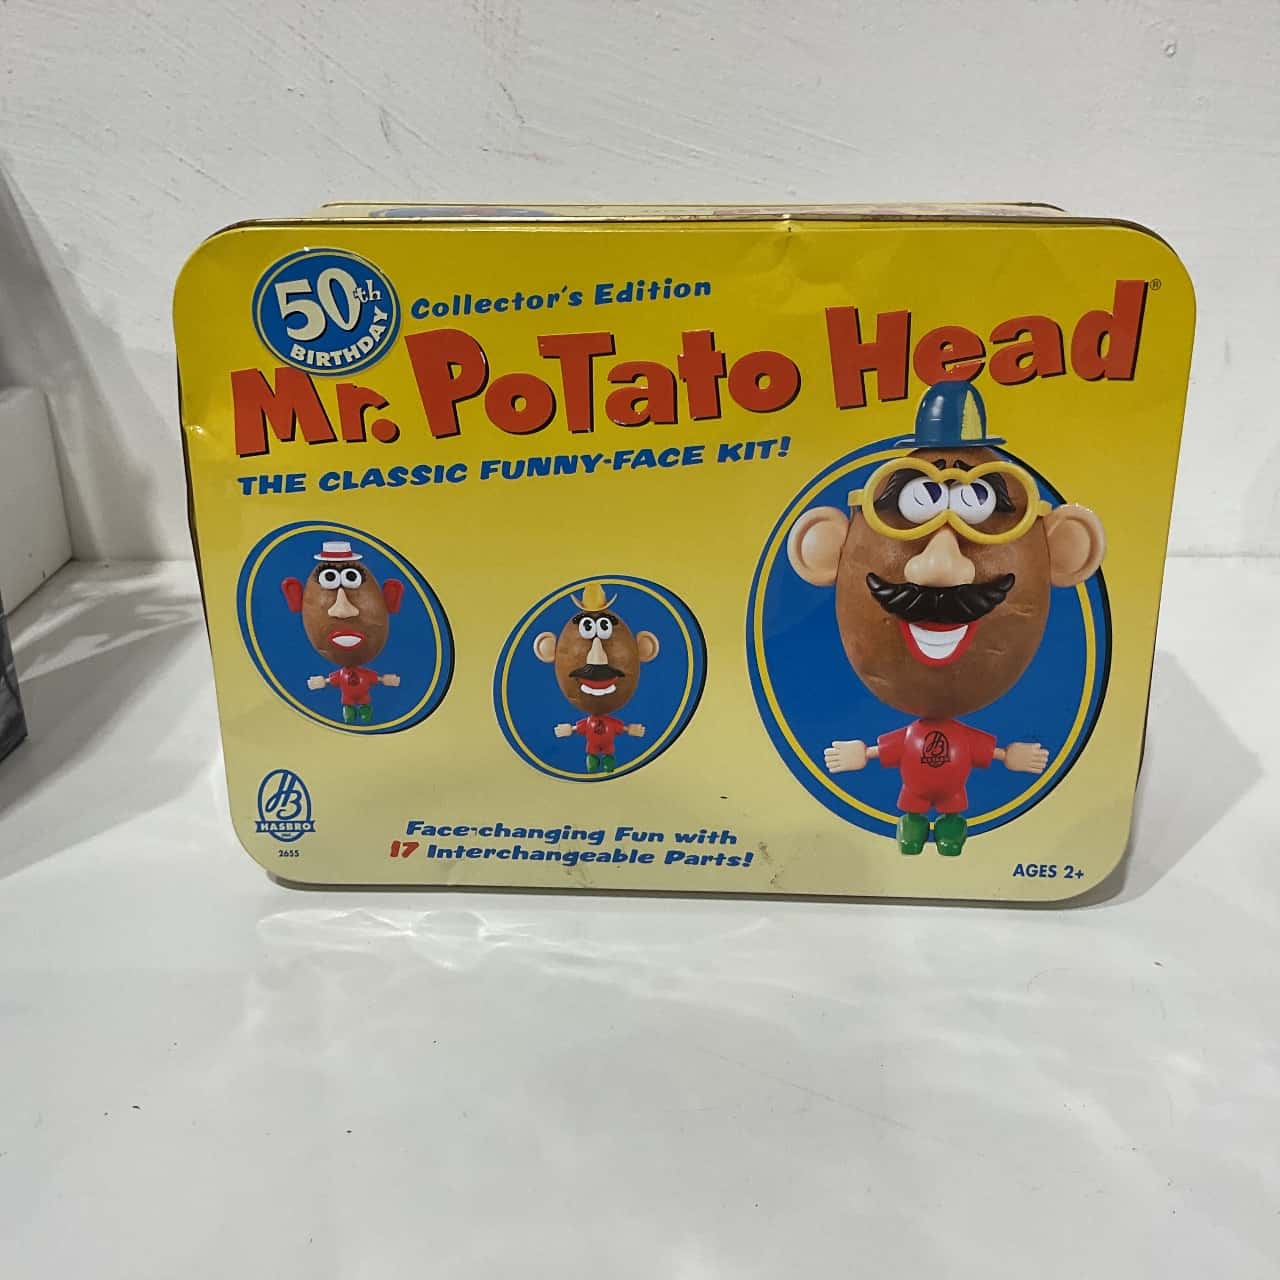 50th
BIRTHDAY
Collector's Edition
Mr. PoTato Head®
THE CLASSIC FUNNY-FACE KIT!
HB
HASBRO
2655
Face-changing Fun with
17 Interchangeable Parts!
AGES 2+